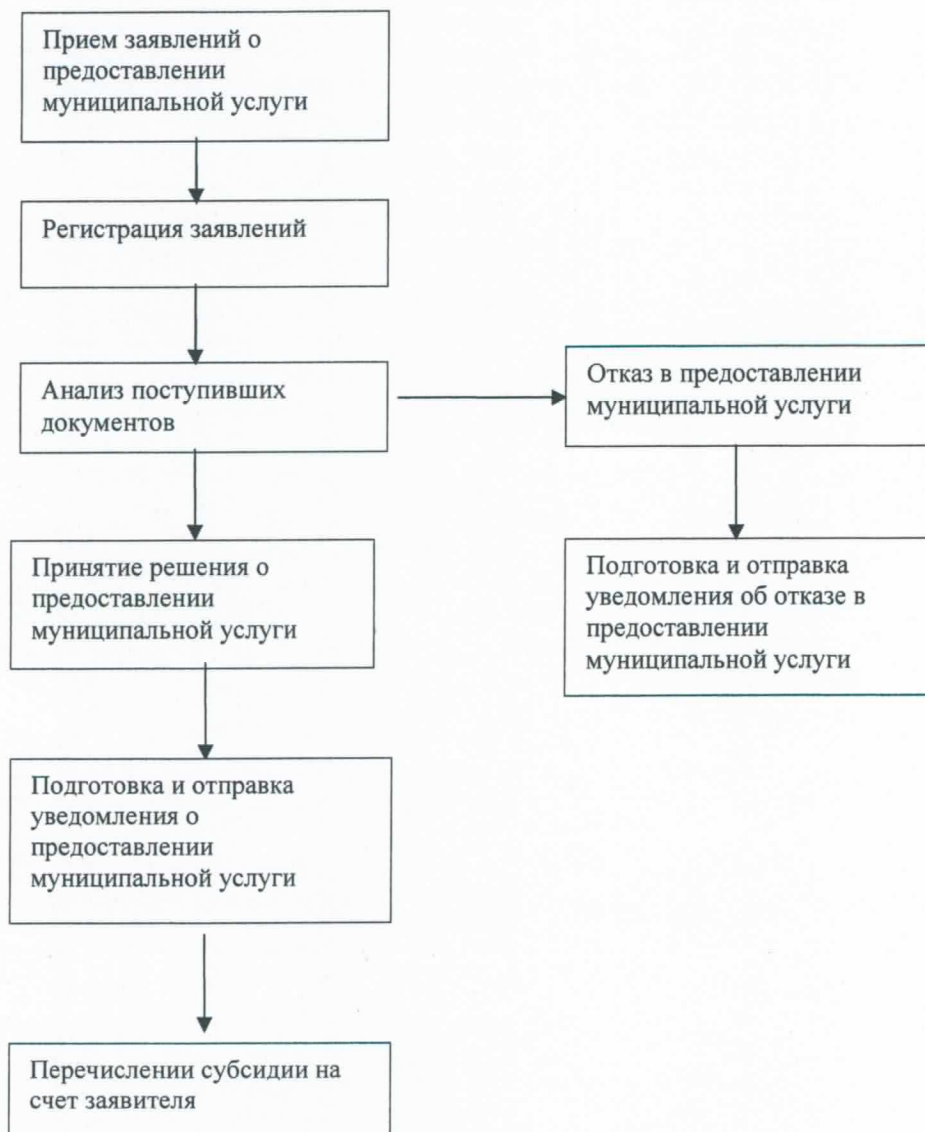 Прием заявлений о
предоставлении
муниципальной услуги
Регистрация заявлений
Анализ поступивших
документов
Отказ в предоставлении
муниципальной услуги
Принятие решения о
предоставлении
муниципальной услуги
Подготовка и отправка
уведомления об отказе в
предоставлении
муниципальной услуги
Подготовка и отправка
уведомления о
предоставлении
муниципальной услуги
Перечислении субсидии на
счет заявителя